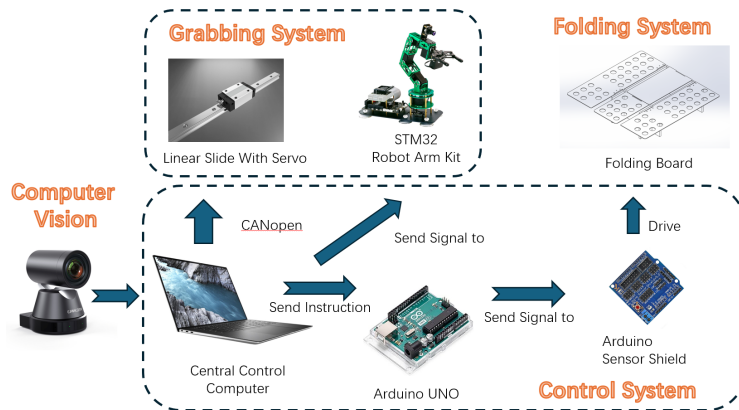 Grabbing System
Folding System
Linear Slide With Servo
STM32
Robot Arm Kit
Folding Board
Computer
Vision
CANopen
Send Signal to
Drive
Send Instruction
Send Signal to
Arduino
Sensor Shield
Central Control
Computer
Arduino UNO
Control System